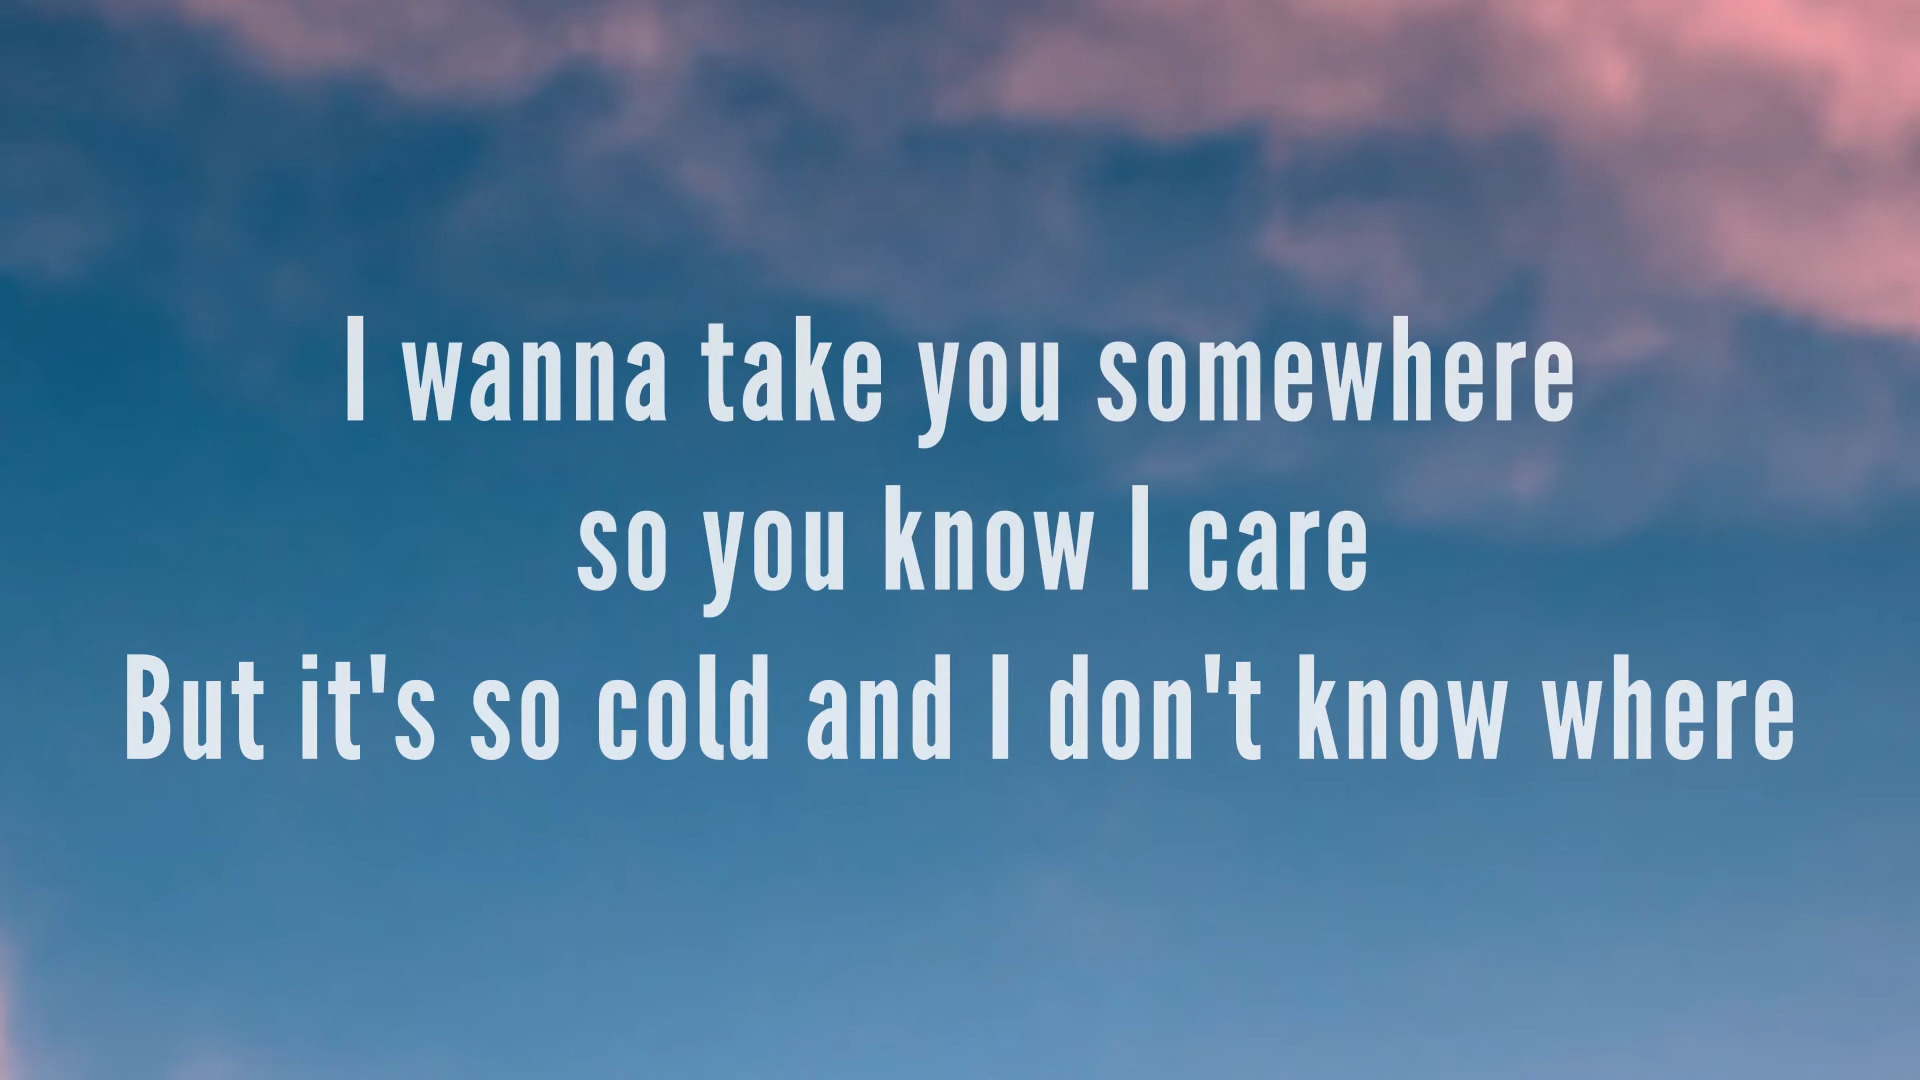 I wanna take you somewhere
so you know I care
But it's so cold and I don't know where